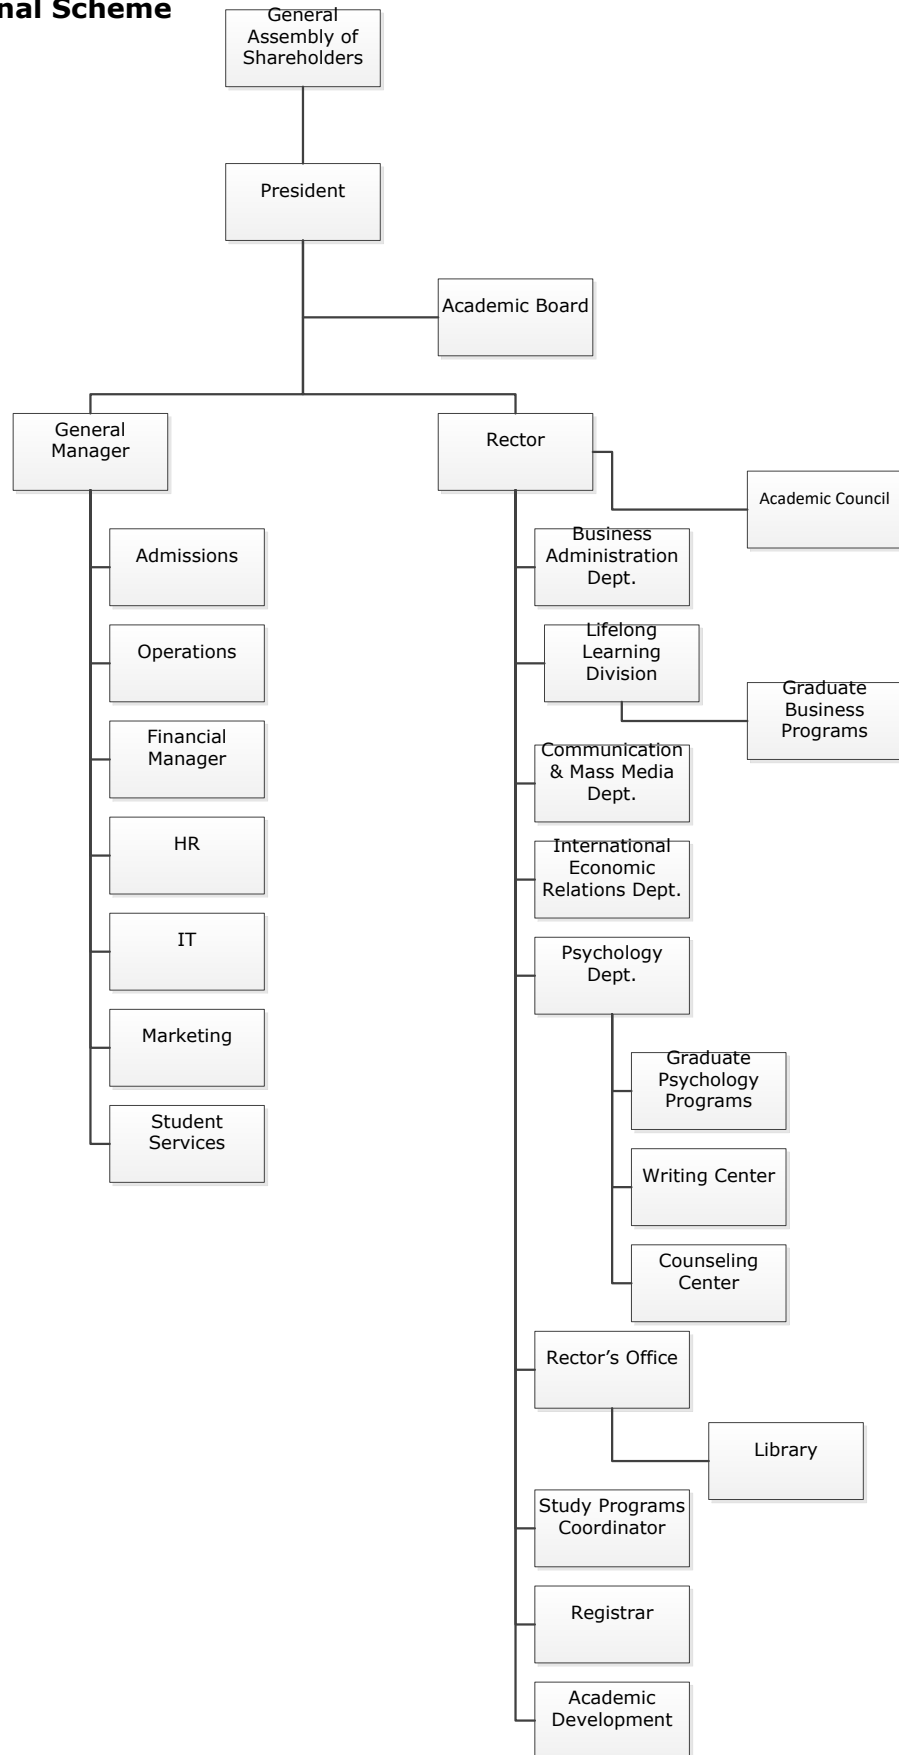 nal Scheme
General
Assembly of
Shareholders
President
Academic Board
General
Manager
Rector
Academic Council
Admissions
Operations
Financial
Manager
HR
IT
Marketing
Student
Services
Business
Administration
Dept.
Lifelong
Learning
Division
Graduate
Business
Programs
Communication
& Mass Media
Dept.
International
Economic
Relations Dept.
Psychology
Dept.
Graduate
Psychology
Programs
Writing Center
Counseling
Center
Rector’s Office
Library
Study Programs
Coordinator
Registrar
Academic
Development